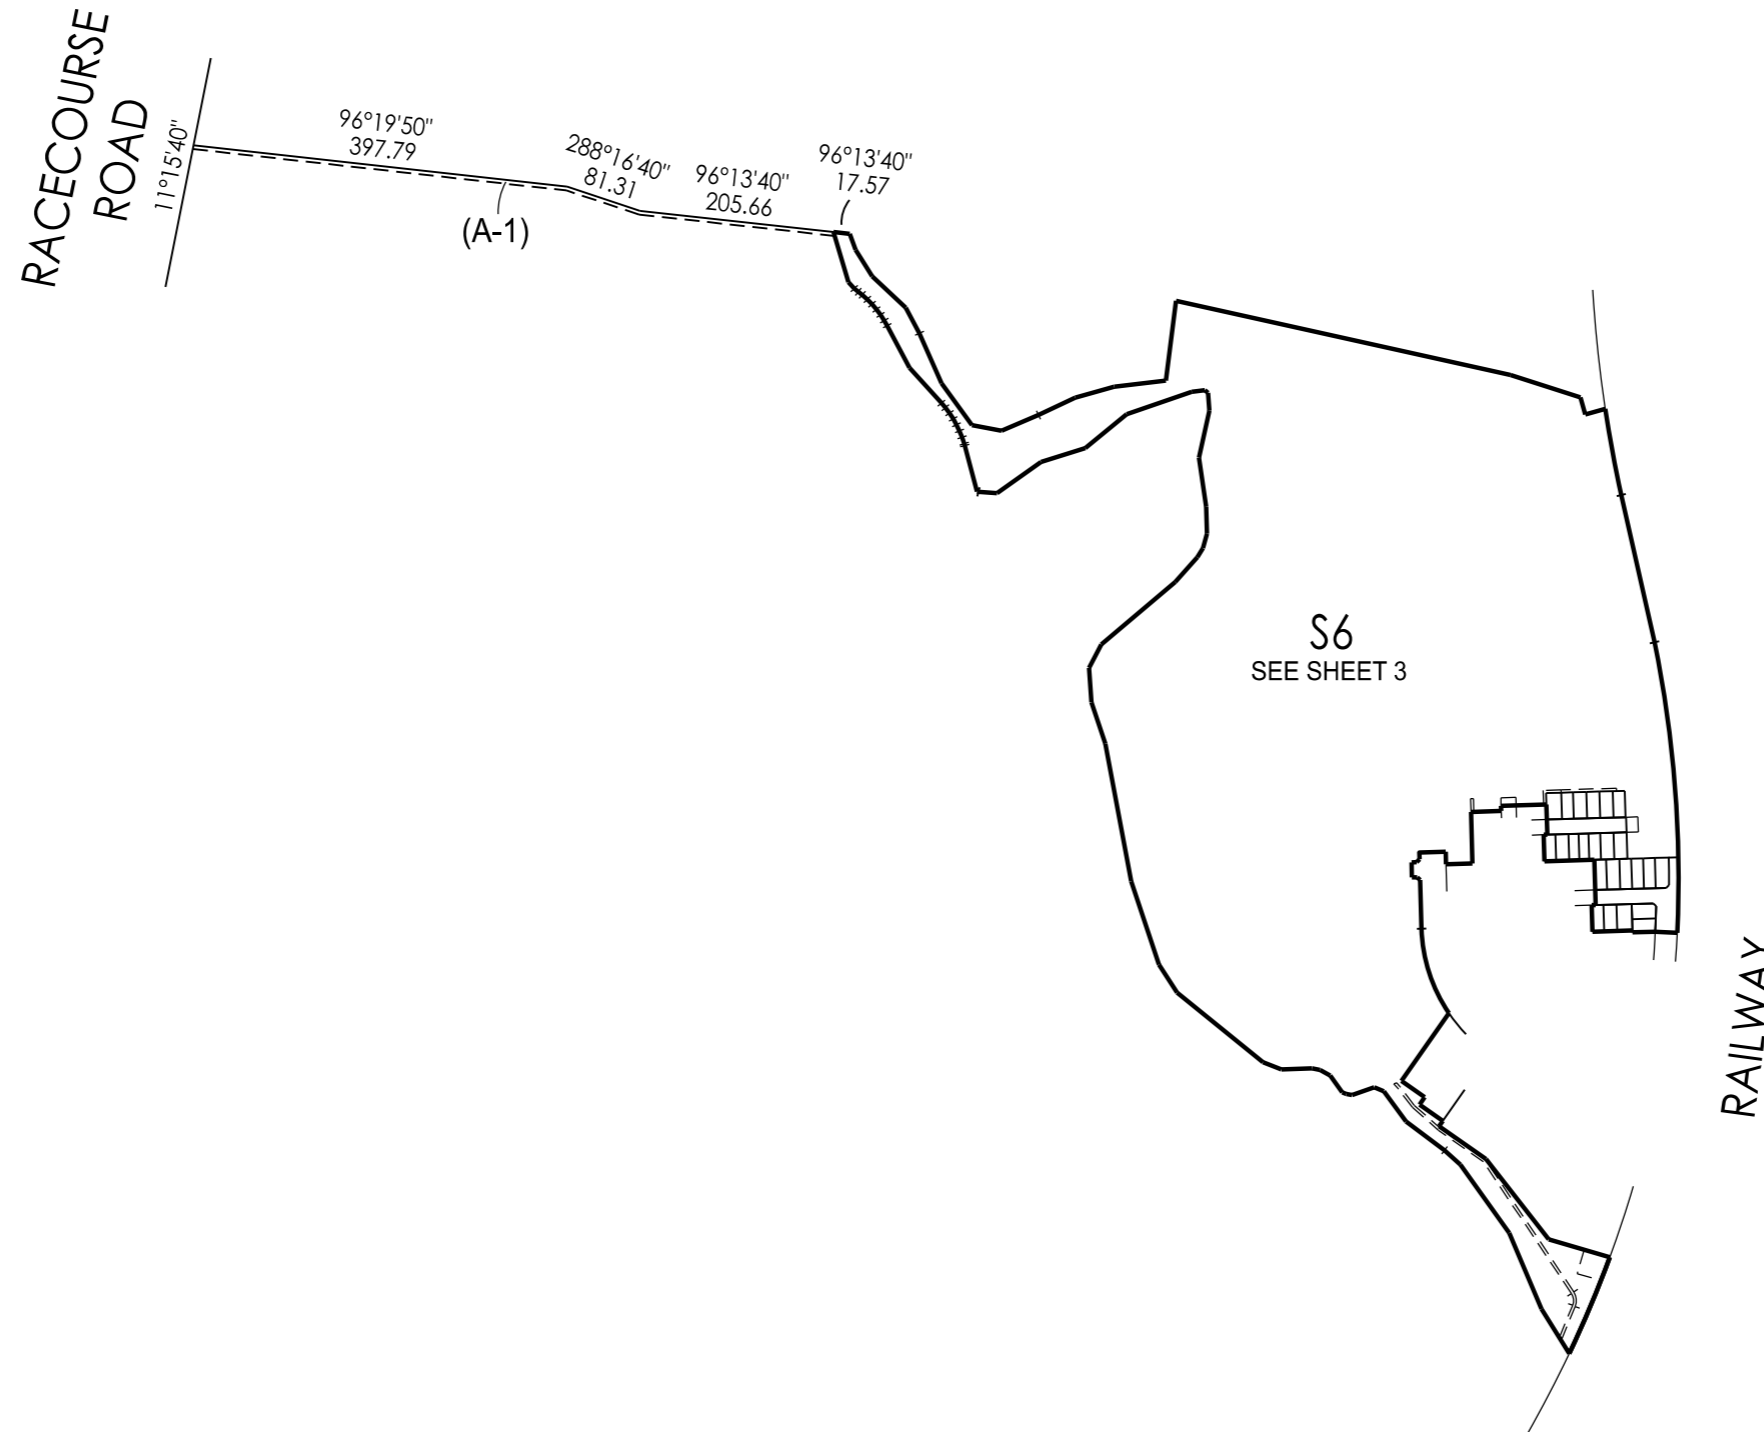 RACECOURSE
ROAD
11°15'40"
96°19'50"
397.79
(A-1)
288°16'40"
81.31
96°13'40"
205.66
96°13'40"
17.57
S6
SEE SHEET 3
RAILWAY